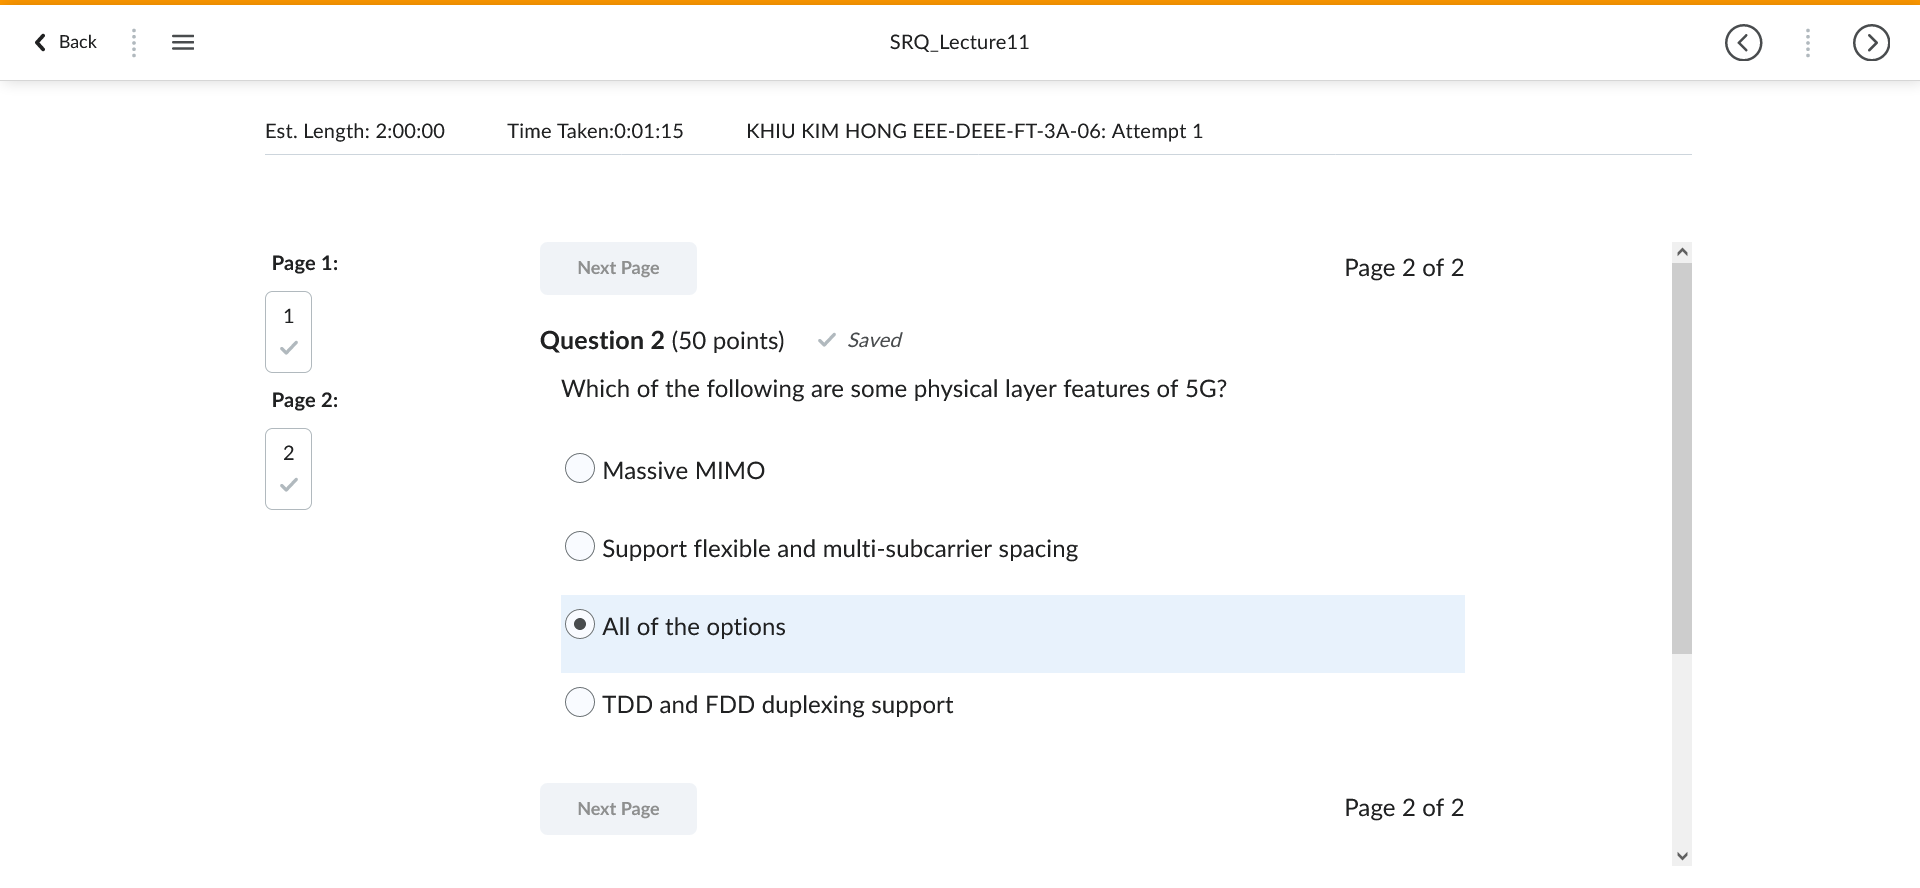 Back
SRQ_Lecture11
Est. Length: 2:00:00 Time Taken:0:01:15 KHIU KIM HONG EEE-DEEE-FT-3A-06: Attempt 1
Page 1:
1
Page 2:
2
Next Page Page 2 of 2
Question 2 (50 points) Saved
Which of the following are some physical layer features of 5G?
Massive MIMO
Support flexible and multi-subcarrier spacing
All of the options
TDD and FDD duplexing support
Next Page Page 2 of 2